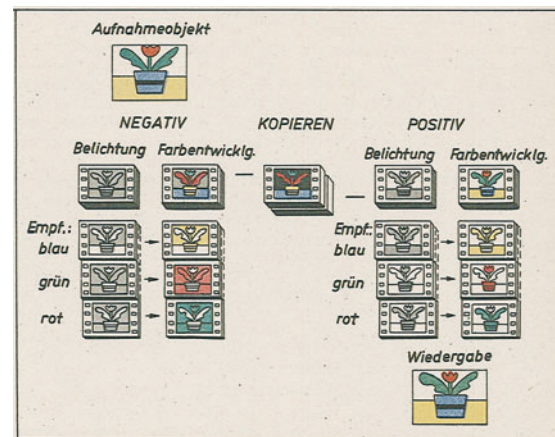 Aufnahmeobjekt
NEGATIV KOPIEREN POSITIV
Belichtung Farbentwicklg. Belichtung Farbentwicklg.
Empf.: Empf.:
blau blau
grün grün
rot rot
Wiedergabe